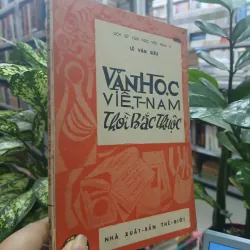 LÊ VĂN SIÊU
VĂN-HỌC
VIỆT-NAM
Thời Bắc Thuộc
NHÀ XUẤT-BẢN THẾ-GIỚI